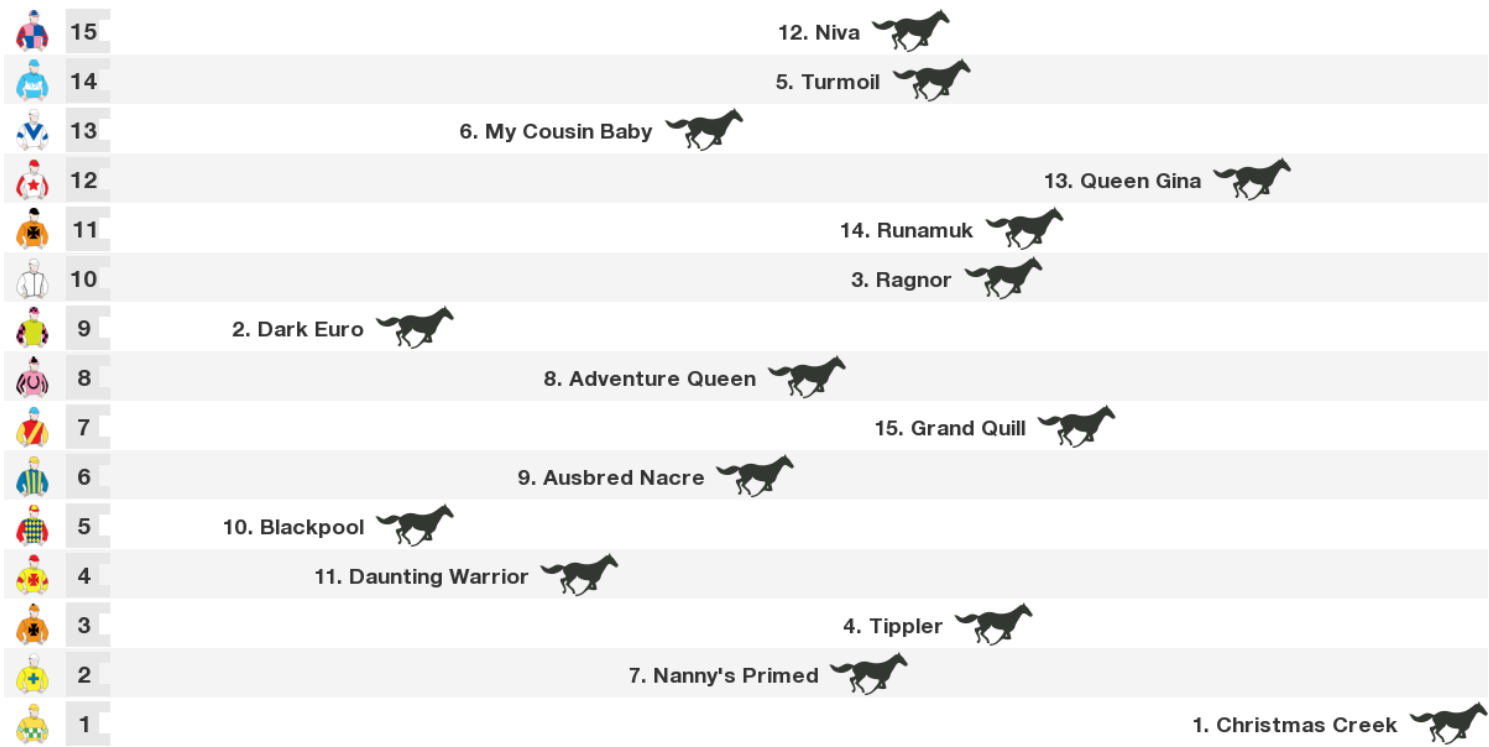 15 12. Niva
14 5. Turmoil
13 6. My Cousin Baby
12 13. Queen Gina
11 14. Runamuk
10 3. Ragnor
9 2. Dark Euro
8 8. Adventure Queen
7 15. Grand Quill
6 9. Ausbred Nacre
5 10. Blackpool
4 11. Daunting Warrior
3 4. Tippler
2 7. Nanny's Primed
1 1. Christmas Creek